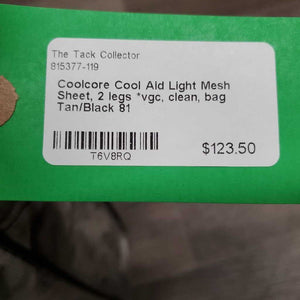 The Tack Collector
815377-119
Coolcore Cool Aid Light Mesh
Sheet, 2 legs *vgc, clean, bag
Tan/Black 81
T6V8RQ
$123.50